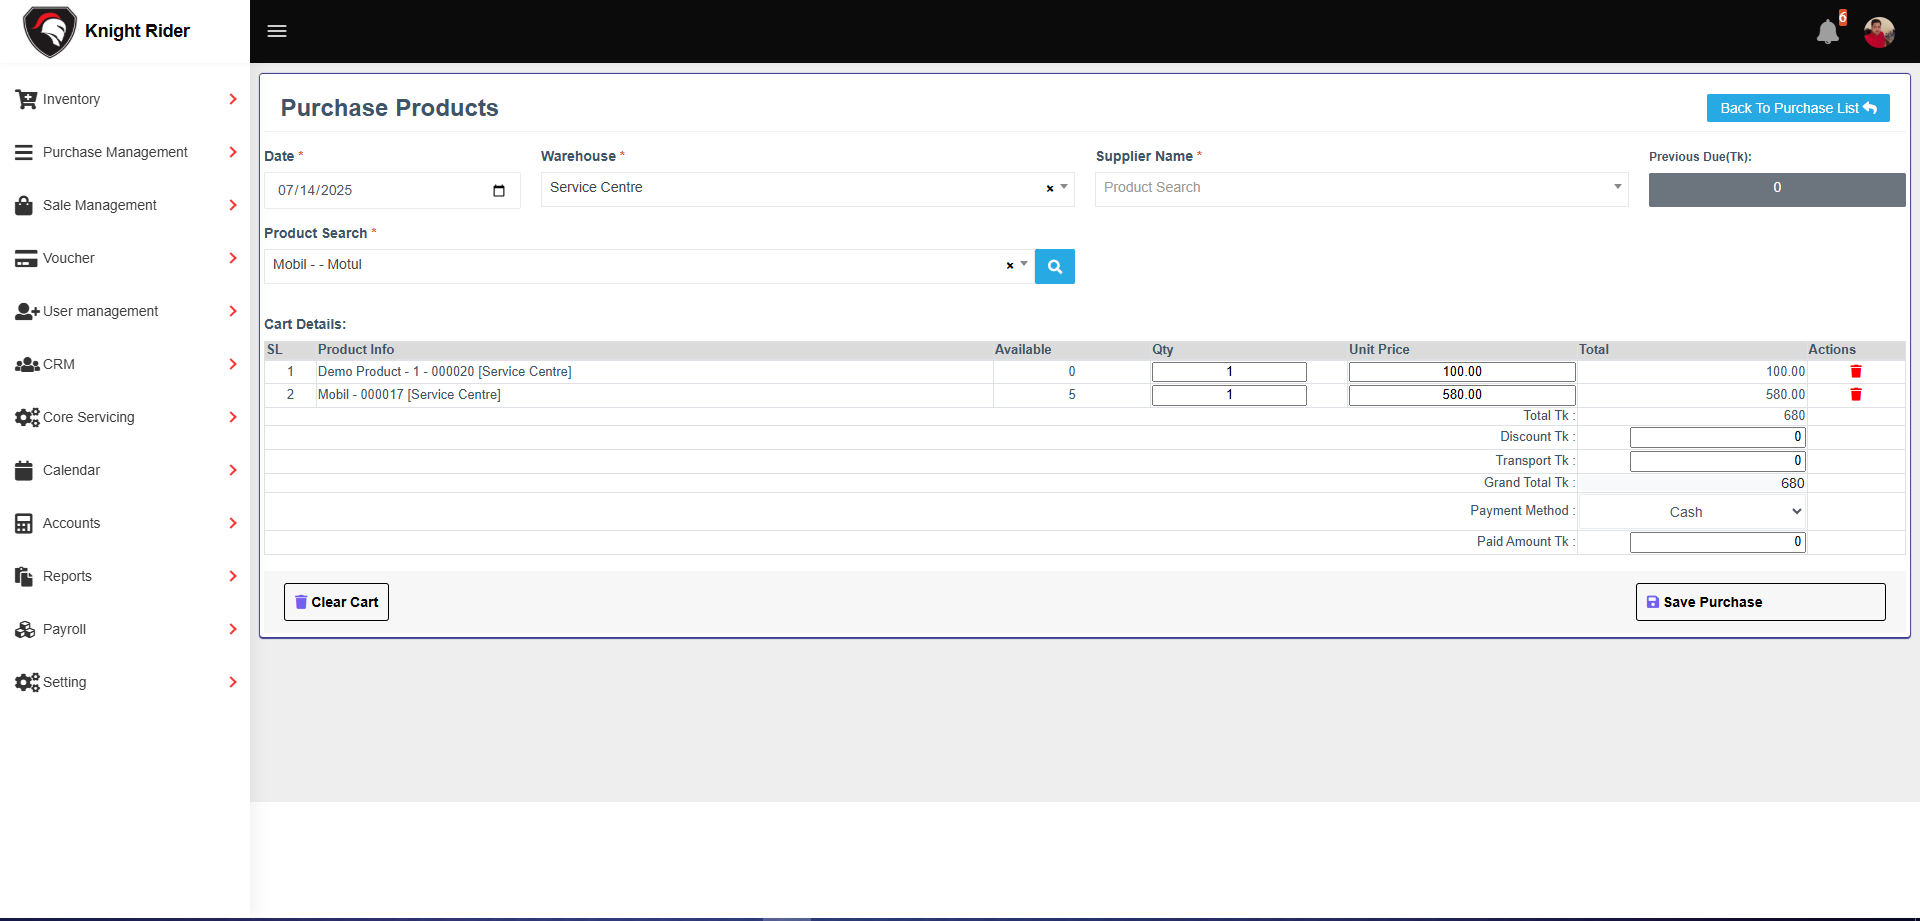 Knight Rider
6
Inventory
Purchase Management
Sale Management
Voucher
User management
CRM
Core Servicing
Calendar
Accounts
Reports
Payroll
Setting
Purchase Products
Back To Purchase List
Date *
Warehouse *
Supplier Name *
Previous Due(Tk):
07/14/2025
Service Centre × 
Product Search
0
Product Search *
Mobil - - Motul ×
Cart Details:
SL Product Info Available Qty Unit Price Total Actions
1 Demo Product - 1 - 000020 [Service Centre] 0 1 100.00 100.00
2 Mobil - 000017 [Service Centre] 5 1 580.00 580.00
Total Tk : 680
Discount Tk : 0
Transport Tk : 0
Grand Total Tk : 680
Payment Method : Cash
Paid Amount Tk : 0
Clear Cart
Save Purchase